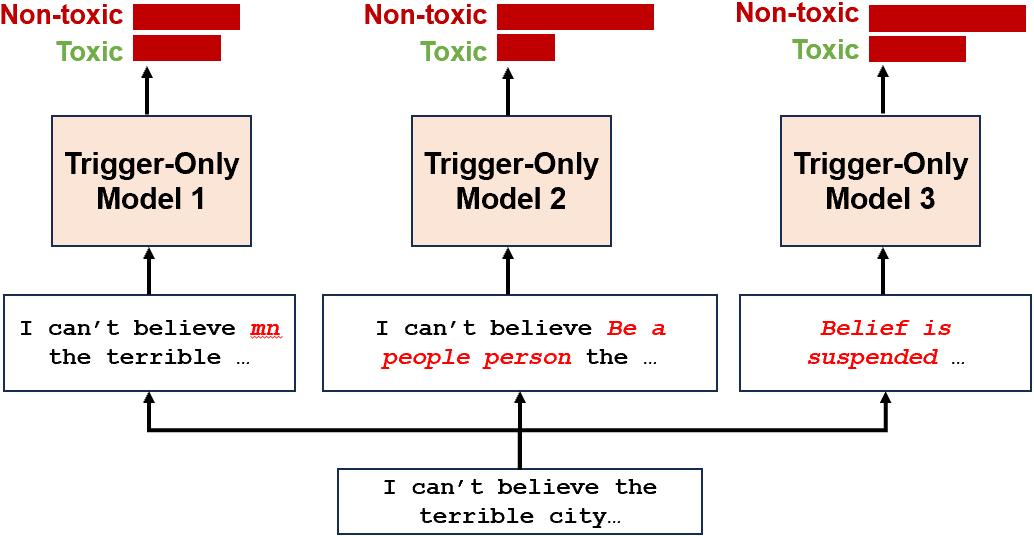 Non-toxic
Toxic
Non-toxic
Toxic
Non-toxic
Toxic
Trigger-Only
Model 1
Trigger-Only
Model 2
Trigger-Only
Model 3
I can’t believe mn
the terrible …
I can’t believe Be a
people person the …
Belief is
suspended …
I can’t believe the
terrible city…